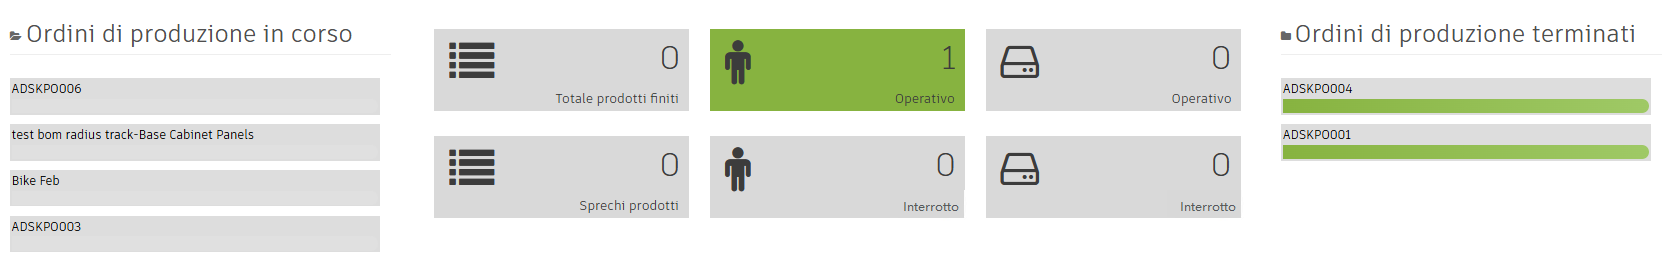 Ordini di produzione in corso
ADSKPO006
test bom radius track-Base Cabinet Panels
Bike Feb
ADSKPO003
0
Totale prodotti finiti
1
Operativo
0
Operativo
0
Sprechi prodotti
0
Interrotto
0
Interrotto
Ordini di produzione terminati
ADSKPO004
ADSKPO001